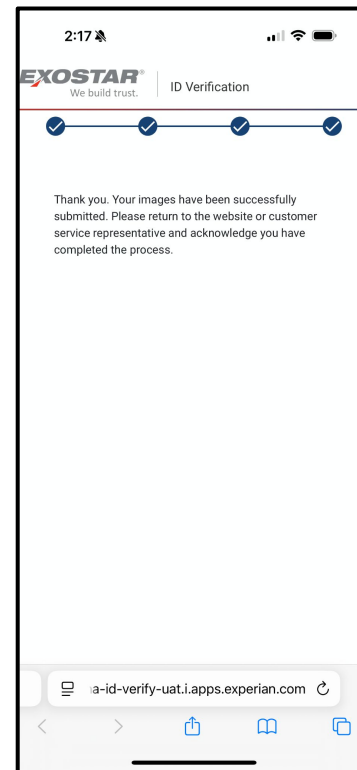 2:17
EXOSTAR®
We build trust.
ID Verification
Thank you. Your images have been successfully
submitted. Please return to the website or customer
service representative and acknowledge you have
completed the process.
a-id-verify-uat.i.apps.experian.com